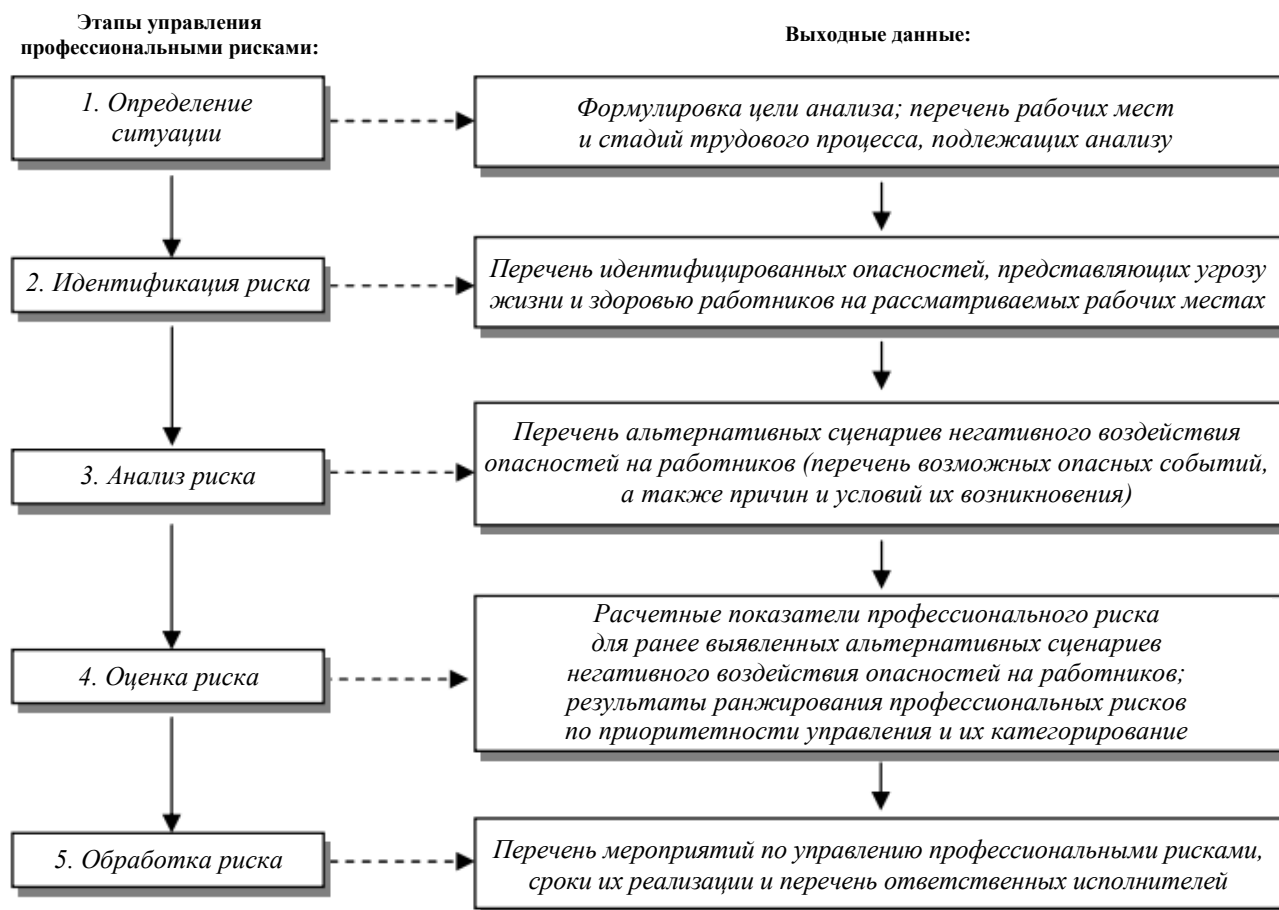 Этапы управления
профессиональными рисками:
Выходные данные:
1. Определение
ситуации
Формулировка цели анализа; перечень рабочих мест
и стадий трудового процесса, подлежащих анализу
2. Идентификация риска
Перечень идентифицированных опасностей, представляющих угрозу
жизни и здоровью работников на рассматриваемых рабочих местах
3. Анализ риска
Перечень альтернативных сценариев негативного воздействия
опасностей на работников (перечень возможных опасных событий,
а также причин и условий их возникновения)
4. Оценка риска
Расчетные показатели профессионального риска
для ранее выявленных альтернативных сценариев
негативного воздействия опасностей на работников;
результаты ранжирования профессиональных рисков
по приоритетности управления и их категорирование
5. Обработка риска
Перечень мероприятий по управлению профессиональными рисками,
сроки их реализации и перечень ответственных исполнителей